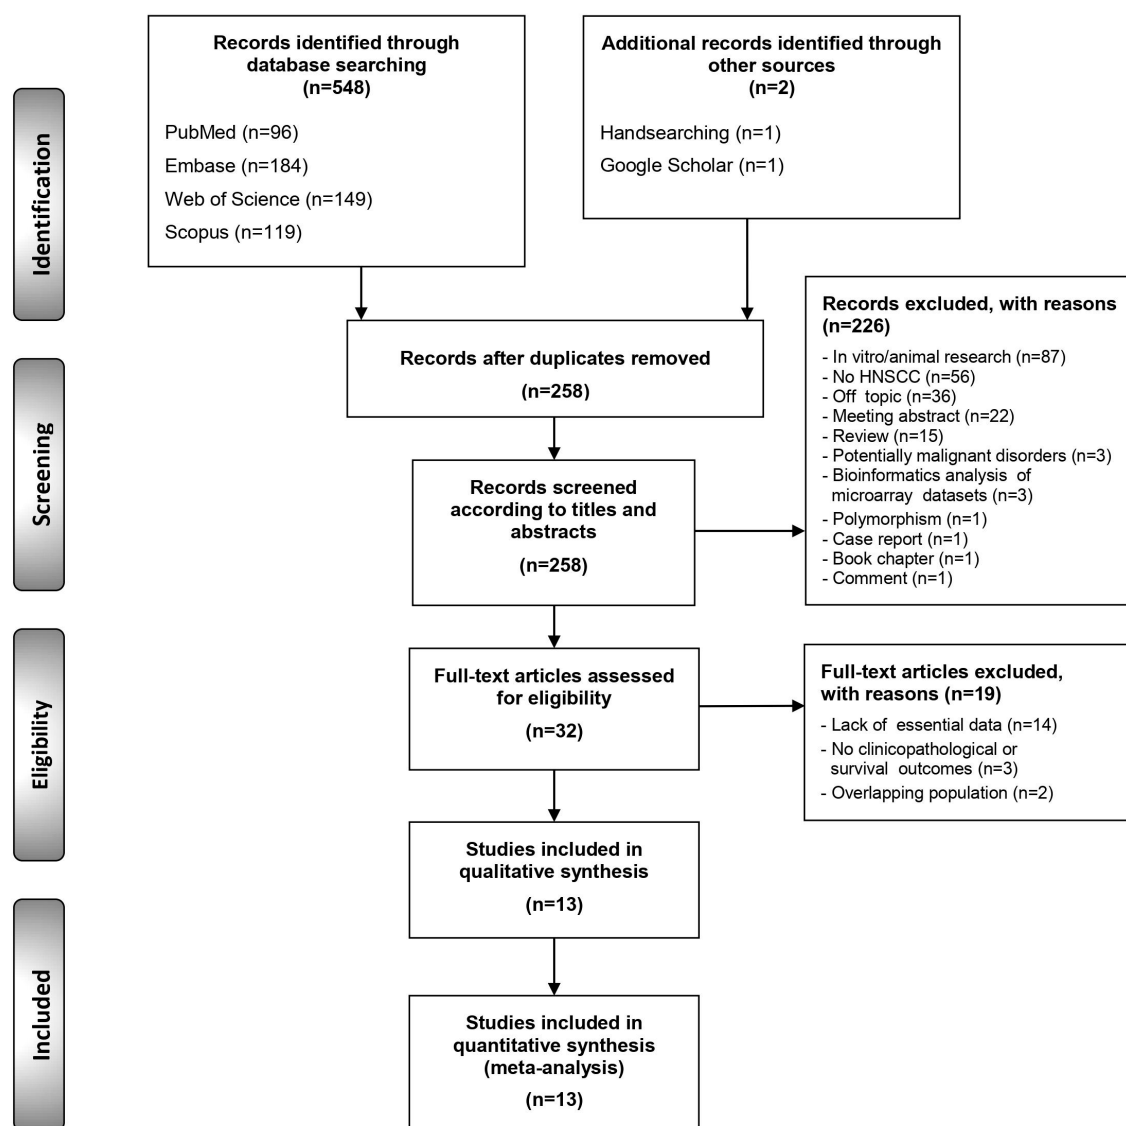 Records identified through
database searching
(n=548)
PubMed (n=96)
Embase (n=184)
Web of Science (n=149)
Scopus (n=119)
Additional records identified through
other sources
(n=2)
Handsearching (n=1)
Google Scholar (n=1)
Identification
Records after duplicates removed
(n=258)
Records excluded, with reasons
(n=226)
- In vitro/animal research (n=87)
- No HNSCC (n=56)
- Off topic (n=36)
- Meeting abstract (n=22)
- Review (n=15)
- Potentially malignant disorders (n=3)
- Bioinformatics analysis of
microarray datasets (n=3)
- Polymorphism (n=1)
- Case report (n=1)
- Book chapter (n=1)
- Comment (n=1)
Screening
Records screened
according to titles and
abstracts
(n=258)
Full-text articles assessed
for eligibility
(n=32)
Full-text articles excluded,
with reasons (n=19)
- Lack of essential data (n=14)
- No clinicopathological or
survival outcomes (n=3)
- Overlapping population (n=2)
Eligibility
Studies included in
qualitative synthesis
(n=13)
Included
Studies included in
quantitative synthesis
(meta-analysis)
(n=13)